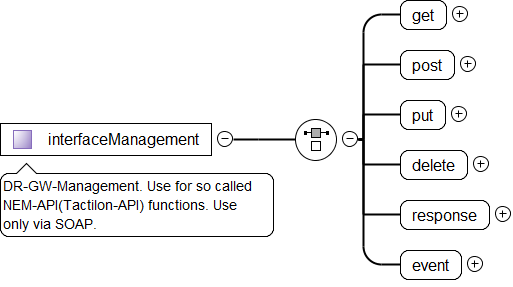 get
post
put
interfaceManagement
delete
DR-GW-Management. Use for so called
NEM-API(Tactilon-API) functions. Use
only via SOAP.
response
event